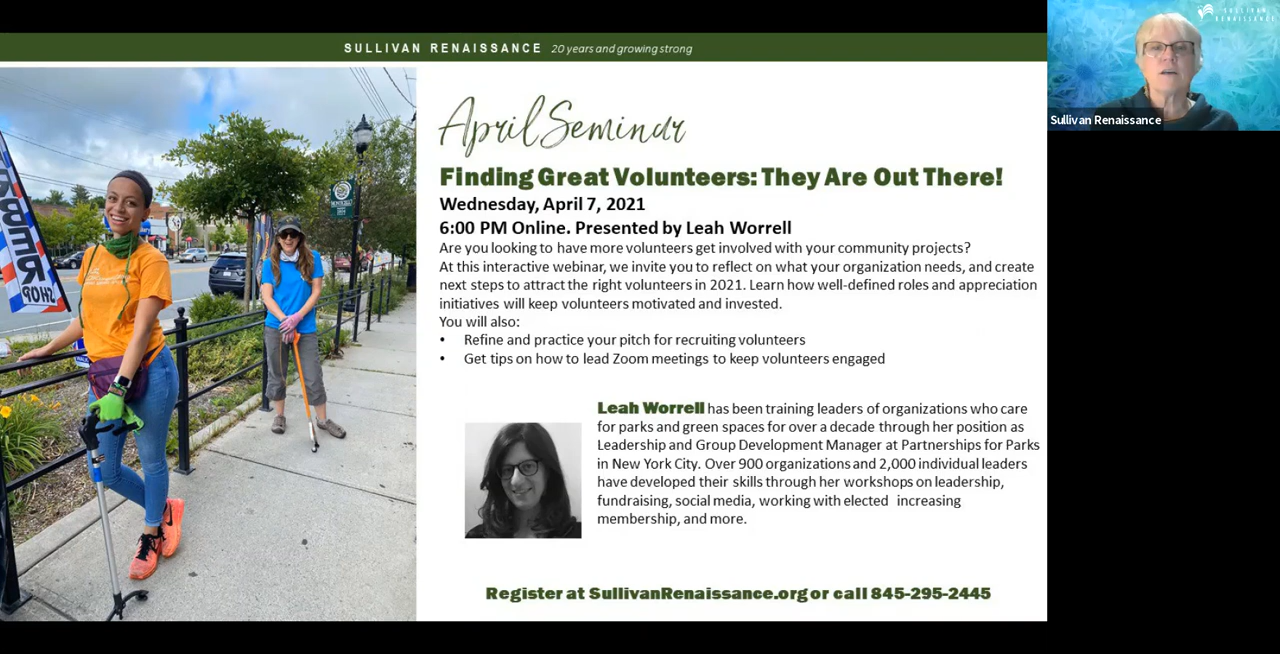 SULLIVAN RENAISSANCE 20 years and growing strong
SULLIVAN
RENAISSANCE
Sullivan Renaissance
April Seminar
Finding Great Volunteers: They Are Out There!
Wednesday, April 7, 2021
6:00 PM Online. Presented by Leah Worrell
Are you looking to have more volunteers get involved with your community projects?
At this interactive webinar, we invite you to reflect on what your organization needs, and create
next steps to attract the right volunteers in 2021. Learn how well-defined roles and appreciation
initiatives will keep volunteers motivated and invested.
You will also:
• Refine and practice your pitch for recruiting volunteers
• Get tips on how to lead Zoom meetings to keep volunteers engaged
Leah Worrell has been training leaders of organizations who care
for parks and green spaces for over a decade through her position as
Leadership and Group Development Manager at Partnerships for Parks
in New York City. Over 900 organizations and 2,000 individual leaders
have developed their skills through her workshops on leadership,
fundraising, social media, working with elected increasing
membership, and more.
Register at SullivanRenaissance.org or call 845-295-2445
SHOP